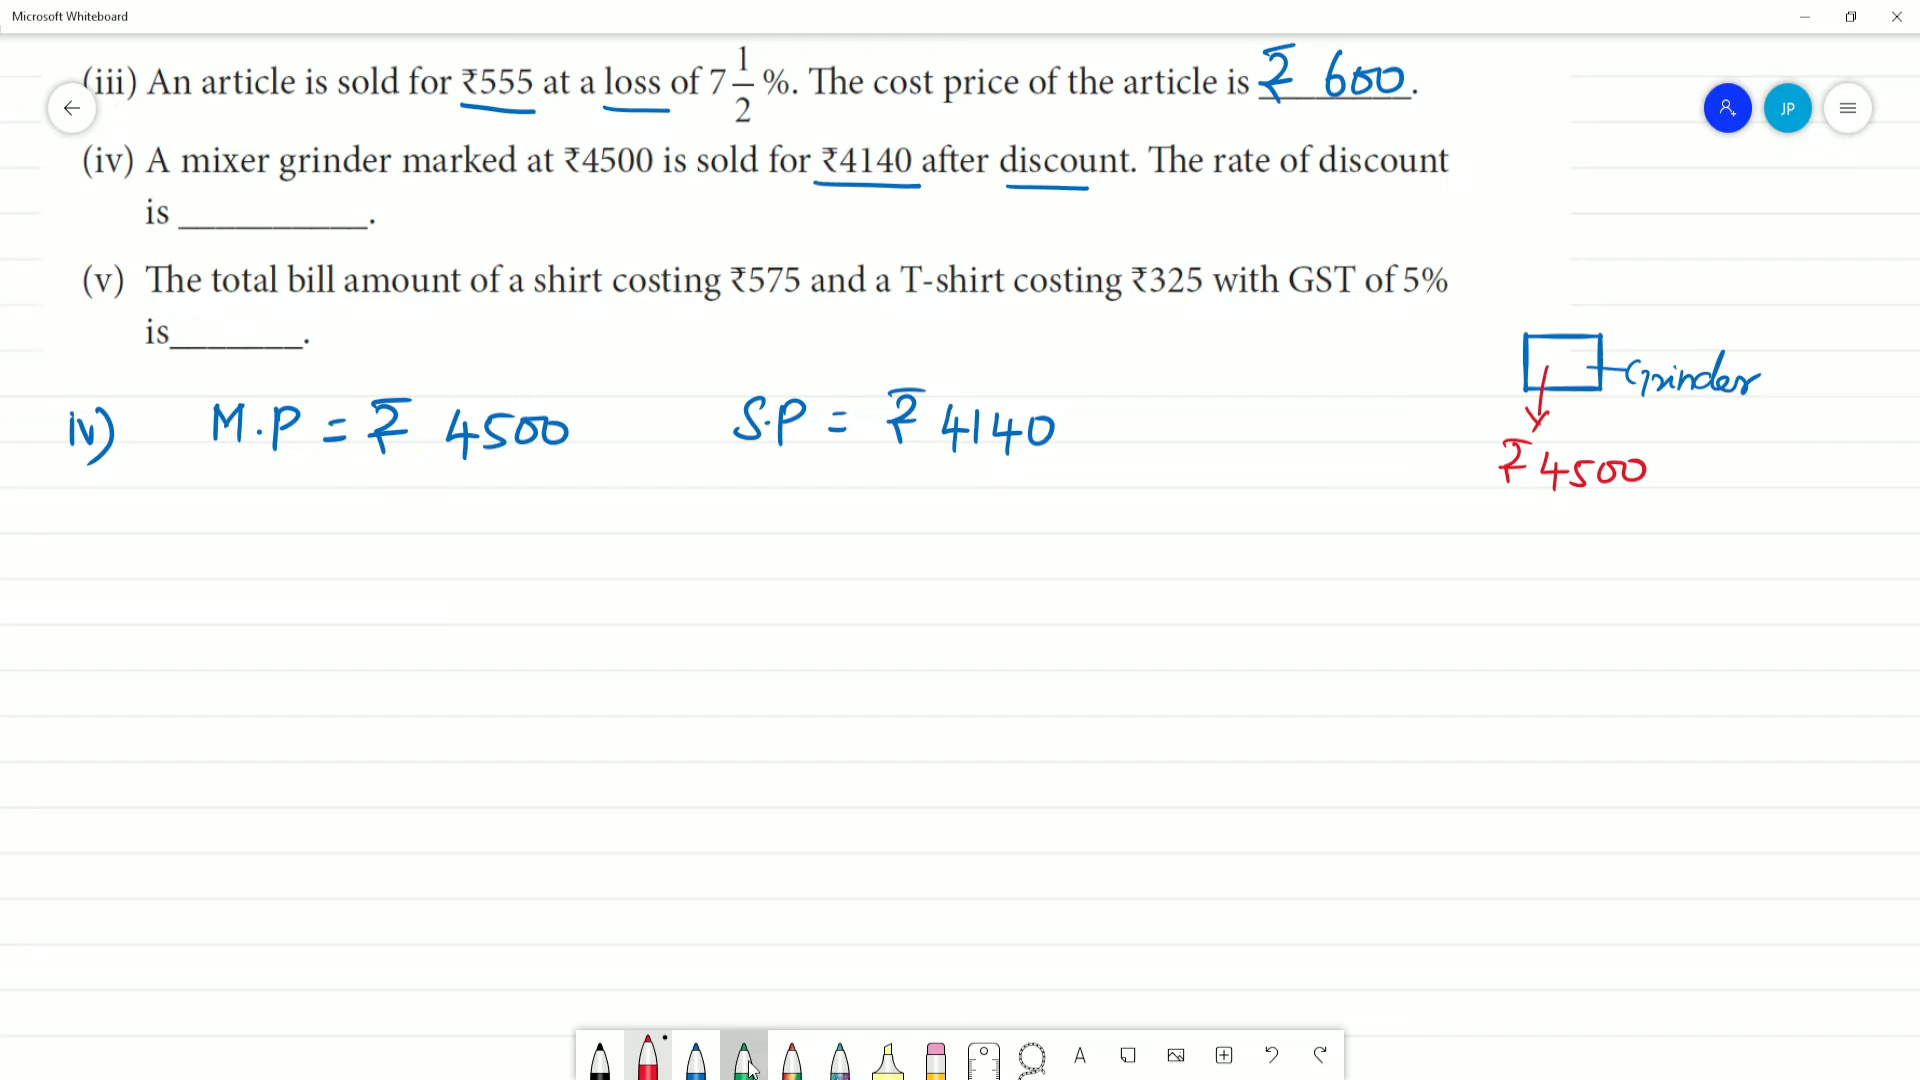 Microsoft Whiteboard
(iii) An article is sold for ₹555 at a loss of 7 1/2 %. The cost price of the article is ₹ 600.
(iv) A mixer grinder marked at ₹4500 is sold for ₹4140 after discount. The rate of discount
is __________.
JP
(v) The total bill amount of a shirt costing ₹575 and a T-shirt costing ₹325 with GST of 5%
is_______.
Grinder
iv) M.P = ₹ 4500 S.P = ₹ 4140
₹ 4500
A